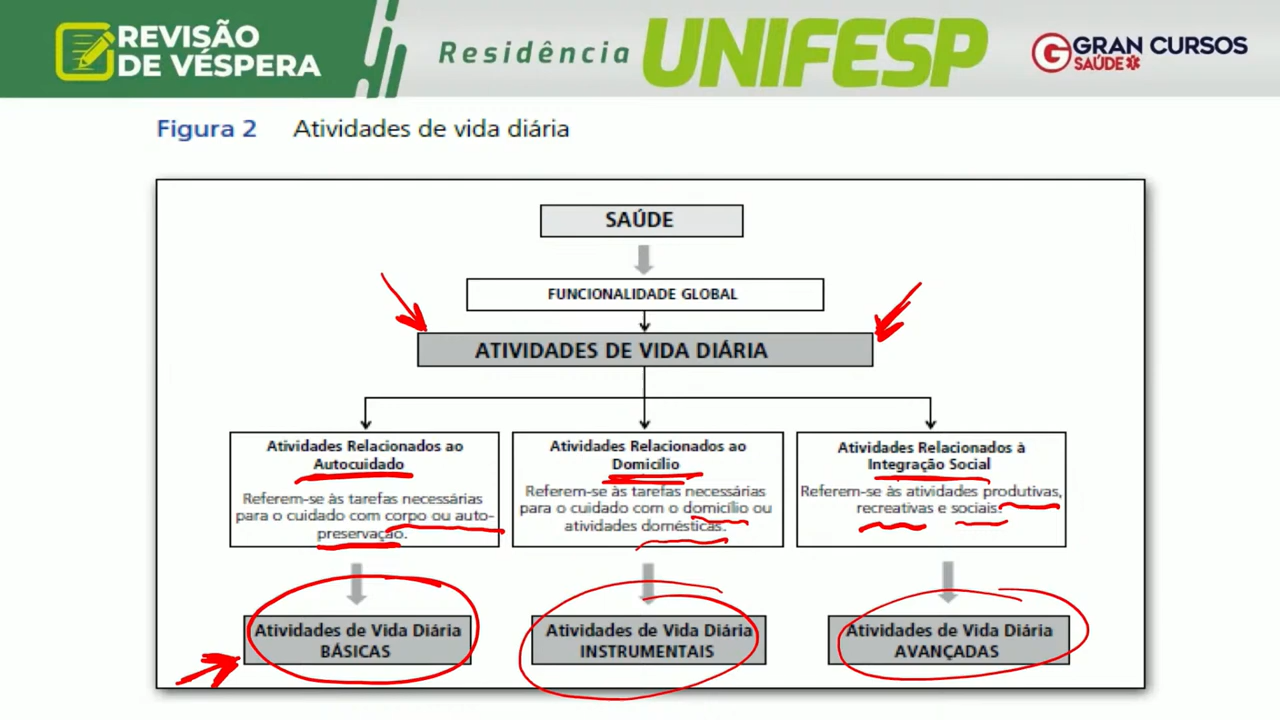 REVISÃO
DE VÉSPERA
Residência UNIFESP
GRAN CURSOS
SAÚDE
Figura 2 Atividades de vida diária
SAÚDE
FUNCIONALIDADE GLOBAL
ATIVIDADES DE VIDA DIÁRIA
Atividades Relacionados ao
Autocuidado
Referem-se às tarefas necessárias
para o cuidado com corpo ou auto-
preservação.
Atividades Relacionados ao
Domicílio
Referem-se às tarefas necessárias
para o cuidado com o domicílio ou
atividades domésticas.
Atividades Relacionados à
Integração Social
Referem-se às atividades produtivas,
recreativas e sociais.
Atividades de Vida Diária
BÁSICAS
Atividades de Vida Diária
INSTRUMENTAIS
Atividades de Vida Diária
AVANÇADAS